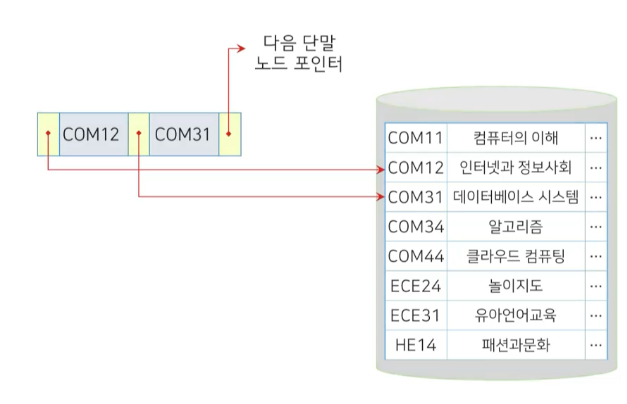 다음 단말
노드 포인터
COM12 COM31
COM11 컴퓨터의 이해 ...
COM12 인터넷과 정보사회 ...
COM31 데이터베이스 시스템 ...
COM34 알고리즘 ...
COM44 클라우드 컴퓨팅 ...
ECE24 놀이지도 ...
ECE31 유아언어교육 ...
HE14 패션과문화 ...